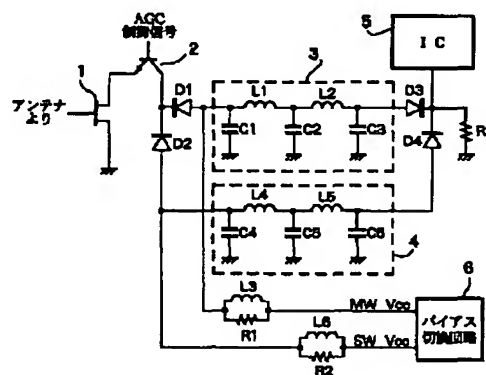 AGC
制御信号
5
IC
1
2
3
アンテナ
より
D1
L1
L2
D3
C1
C2
C3
R
D2
D4
L4
L5
C4
C5
C6
4
L3
R1
MW Vcc
6
L6
R2
SW Vcc
バイアス
切換回路